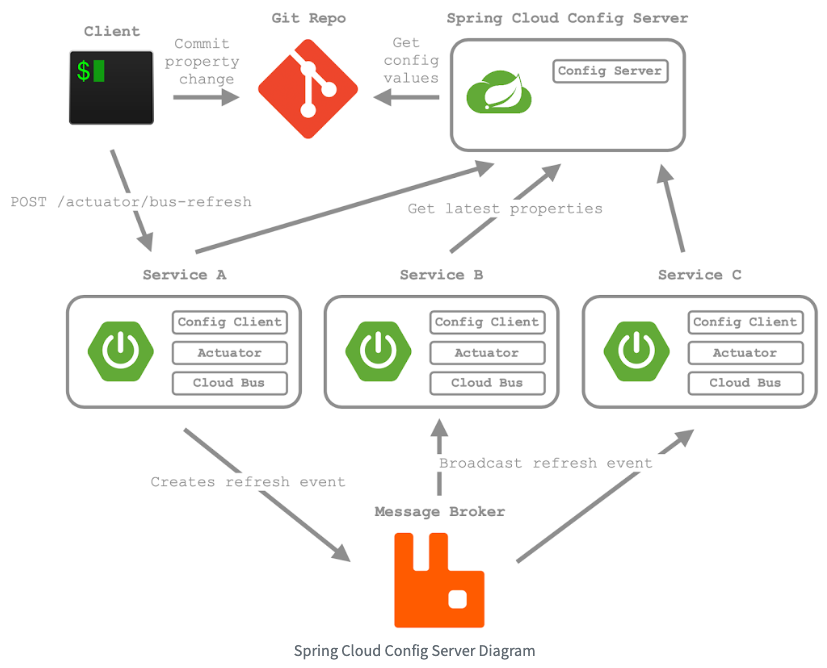 Client
Git Repo
Spring Cloud Config Server
Commit
property
change
Get
config
values
$
Config Server
POST /actuator/bus-refresh
Get latest properties
Service A
Service B
Service C
Config Client
Actuator
Cloud Bus
Config Client
Actuator
Cloud Bus
Config Client
Actuator
Cloud Bus
Creates refresh event
Broadcast refresh event
Message Broker
Spring Cloud Config Server Diagram